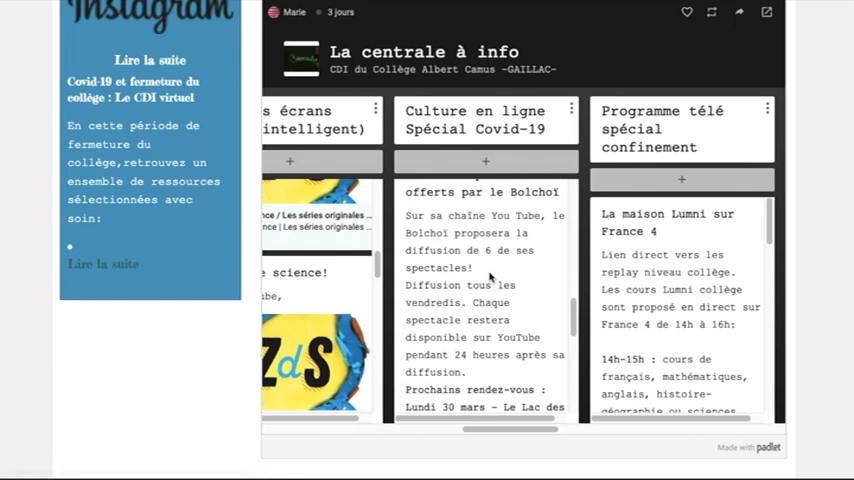 Instagram
Lire la suite
Covid-19 et fermeture du
collège : Le CDI virtuel
En cette période de
fermeture du
collège,retrouvez un
ensemble de ressources
sélectionnées avec
soin:
Lire la suite
Marie 3 jours
La centrale à info
CDI du Collège Albert Camus -GAILLAC-
s écrans
intelligent)
+
nce / Les séries originales ...
nce | Les séries originales ...
e science!
ube,
ZdS
Culture en ligne
Spécial Covid-19
+
offerts par le Bolchoï
Sur sa chaîne You Tube, le
Bolchoï proposera la
diffusion de 6 de ses
spectacles!
Diffusion tous les
vendredis. Chaque
spectacle restera
disponible sur YouTube
pendant 24 heures après sa
diffusion.
Prochains rendez-vous :
Lundi 30 mars - Le Lac des
Programme télé
spécial
confinement
+
La maison Lumni sur
France 4
Lien direct vers les
replay niveau collège.
Les cours Lumni collège
sont proposé en direct sur
France 4 de 14h à 16h:
14h-15h : cours de
français, mathématiques,
anglais, histoire-
géographie ou sciences
Made with padlet